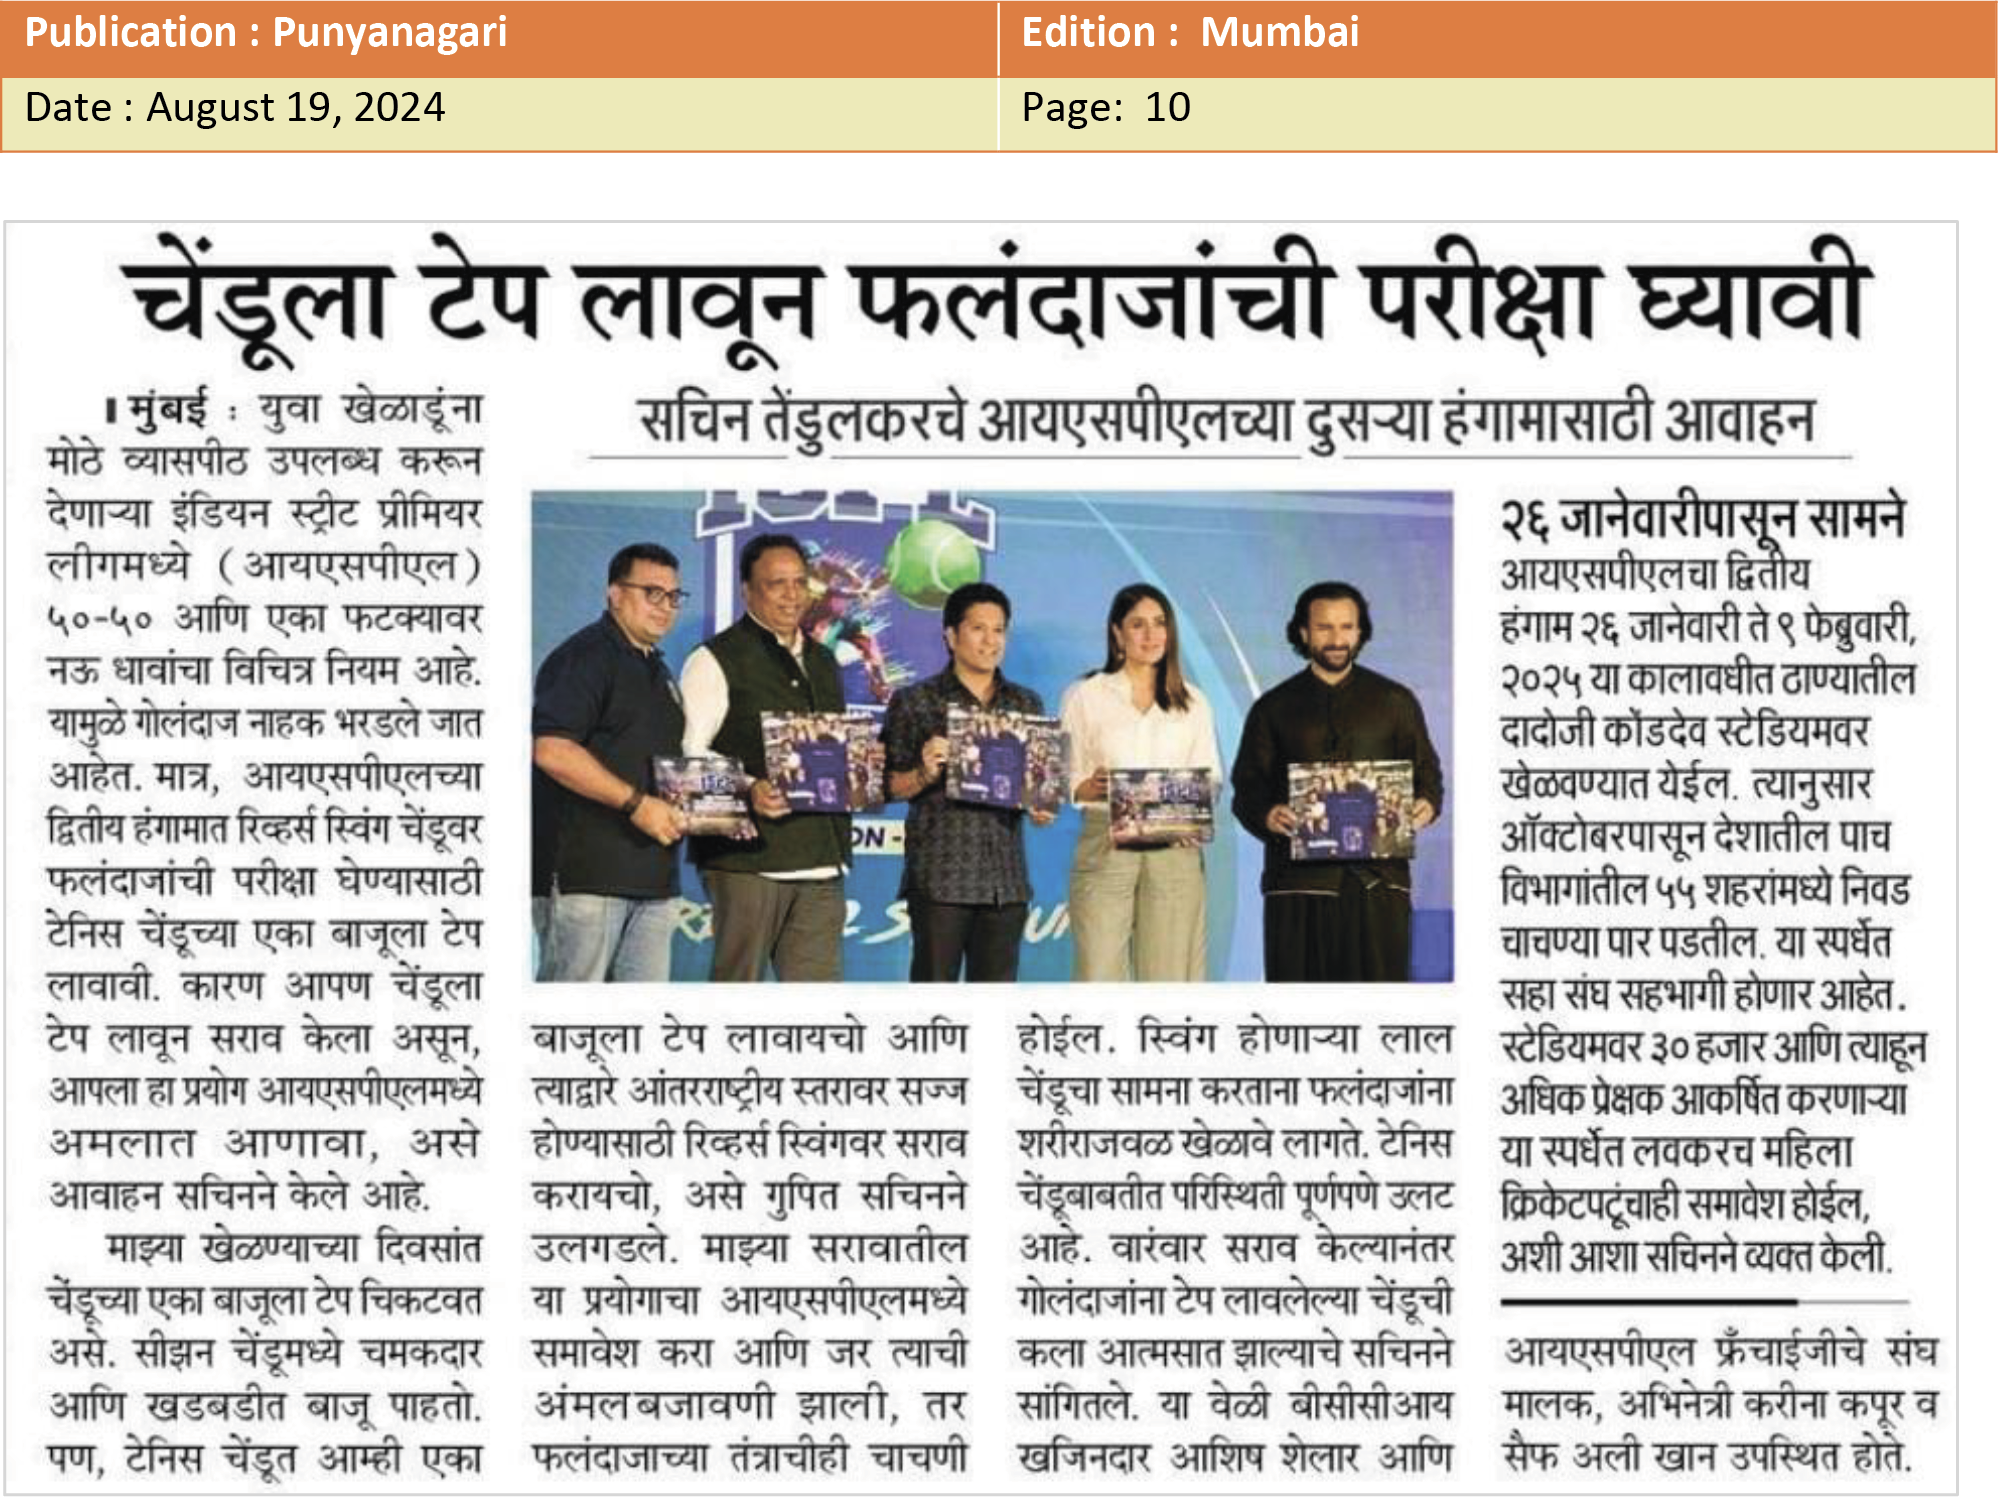 Publication : Punyanagari
Edition : Mumbai
Date : August 19, 2024
Page: 10
चेंडूला टेप लावून फलंदाजांची परीक्षा घ्यावी
सचिन तेंडुलकरचे आयएसपीएलच्या दुसऱ्या हंगामासाठी आवाहन
मुंबई : युवा खेळाडूंना
मोठे व्यासपीठ उपलब्ध करून
देणाऱ्या इंडियन स्ट्रीट प्रीमियर
लीगमध्ये (आयएसपीएल)
५०-५० आणि एका फटक्यावर
नऊ धावांचा विचित्र नियम आहे.
यामुळे गोलंदाज नाहक भरडले जात
आहेत. मात्र, आयएसपीएलच्या
द्वितीय हंगामात रिव्हर्स स्विंग चेंडूवर
फलंदाजांची परीक्षा घेण्यासाठी
टेनिस चेंडूच्या एका बाजूला टेप
लावावी. कारण आपण चेंडूला
टेप लावून सराव केला असून,
आपला हा प्रयोग आयएसपीएलमध्ये
अमलात आणावा, असे
आवाहन सचिनने केले आहे.
माझ्या खेळण्याच्या दिवसांत
चेंडूच्या एका बाजूला टेप चिकटवत
असे. सीझन चेंडूमध्ये चमकदार
आणि खडबडीत बाजू पाहतो.
पण, टेनिस चेंडूत आम्ही एका
बाजूला टेप लावायचो आणि
त्याद्वारे आंतरराष्ट्रीय स्तरावर सज्ज
होण्यासाठी रिव्हर्स स्विंगवर सराव
करायचो, असे गुपित सचिनने
उलगडले. माझ्या सरावातील
या प्रयोगाचा आयएसपीएलमध्ये
समावेश करा आणि जर त्याची
अंमलबजावणी झाली, तर
फलंदाजाच्या तंत्राचीही चाचणी
होईल. स्विंग होणाऱ्या लाल
चेंडूचा सामना करताना फलंदाजांना
शरीराजवळ खेळावे लागते. टेनिस
चेंडूबाबतीत परिस्थिती पूर्णपणे उलट
आहे. वारंवार सराव केल्यानंतर
गोलंदाजांना टेप लावलेल्या चेंडूची
कला आत्मसात झाल्याचे सचिनने
सांगितले. या वेळी बीसीसीआय
खजिनदार आशिष शेलार आणि
२६ जानेवारीपासून सामने
आयएसपीएलचा द्वितीय
हंगाम २६ जानेवारी ते ९ फेब्रुवारी,
२०२५ या कालावधीत ठाण्यातील
दादोजी कोंडदेव स्टेडियमवर
खेळवण्यात येईल. त्यानुसार
ऑक्टोबरपासून देशातील पाच
विभागांतील ५५ शहरांमध्ये निवड
चाचण्या पार पडतील. या स्पर्धेत
सहा संघ सहभागी होणार आहेत.
स्टेडियमवर ३० हजार आणि त्याहून
अधिक प्रेक्षक आकर्षित करणाऱ्या
या स्पर्धेत लवकरच महिला
क्रिकेटपटूंचाही समावेश होईल,
अशी आशा सचिनने व्यक्त केली.
आयएसपीएल फ्रँचाईजीचे संघ
मालक, अभिनेत्री करीना कपूर व
सैफ अली खान उपस्थित होते.